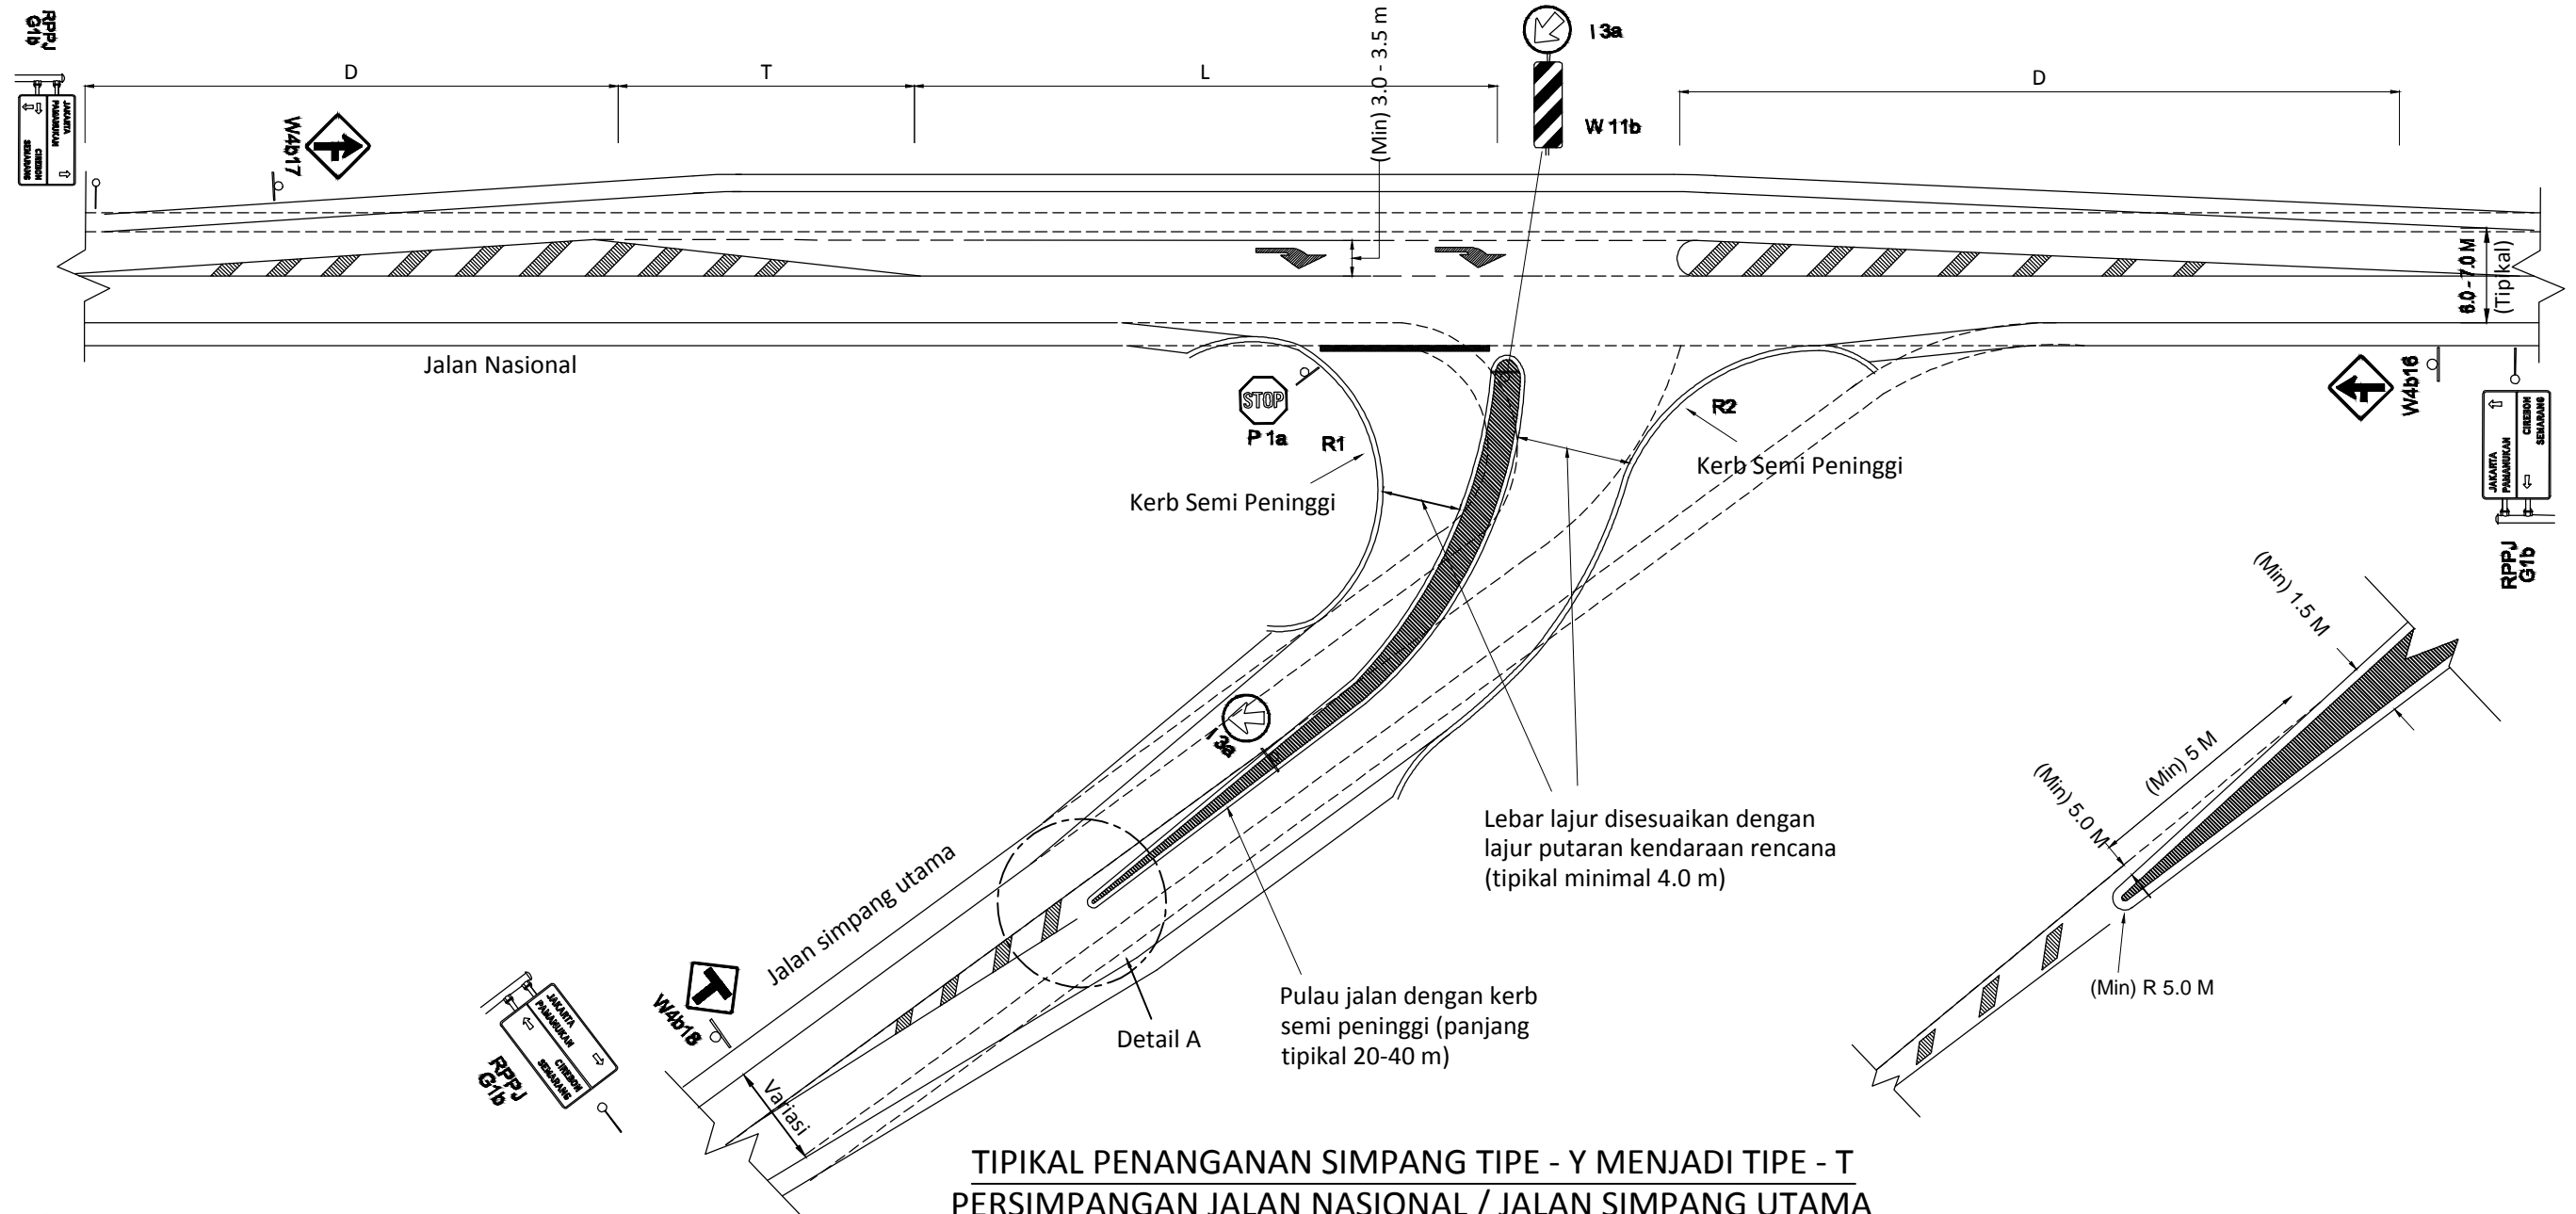 RPPJ
G1b
JAKARTA
PAMANUKAN
CIREBON
SEMARANG
D
T
L
(Min) 3.0 - 3.5 m
I 3a
W 11b
D
W4b17
6.0 - 7.0 M
(Tipikal)
Jalan Nasional
STOP
P 1a
R1
Kerb Semi Peninggi
R2
Kerb Semi Peninggi
W4b16
JAKARTA
PAMANUKAN
CIREBON
SEMARANG
RPPJ
G1b
I 3a
(Min) 1.5 M
(Min) 5 M
(Min) 5.0 M
(Min) R 5.0 M
Lebar lajur disesuaikan dengan
lajur putaran kendaraan rencana
(tipikal minimal 4.0 m)
Jalan simpang utama
W4b18
JAKARTA
PAMANUKAN
CIREBON
SEMARANG
RPPJ
G1b
Detail A
Pulau jalan dengan kerb
semi peninggi (panjang
tipikal 20-40 m)
Variasi
TIPIKAL PENANGANAN SIMPANG TIPE - Y MENJADI TIPE - T
PERSIMPANGAN JALAN NASIONAL / JALAN SIMPANG UTAMA